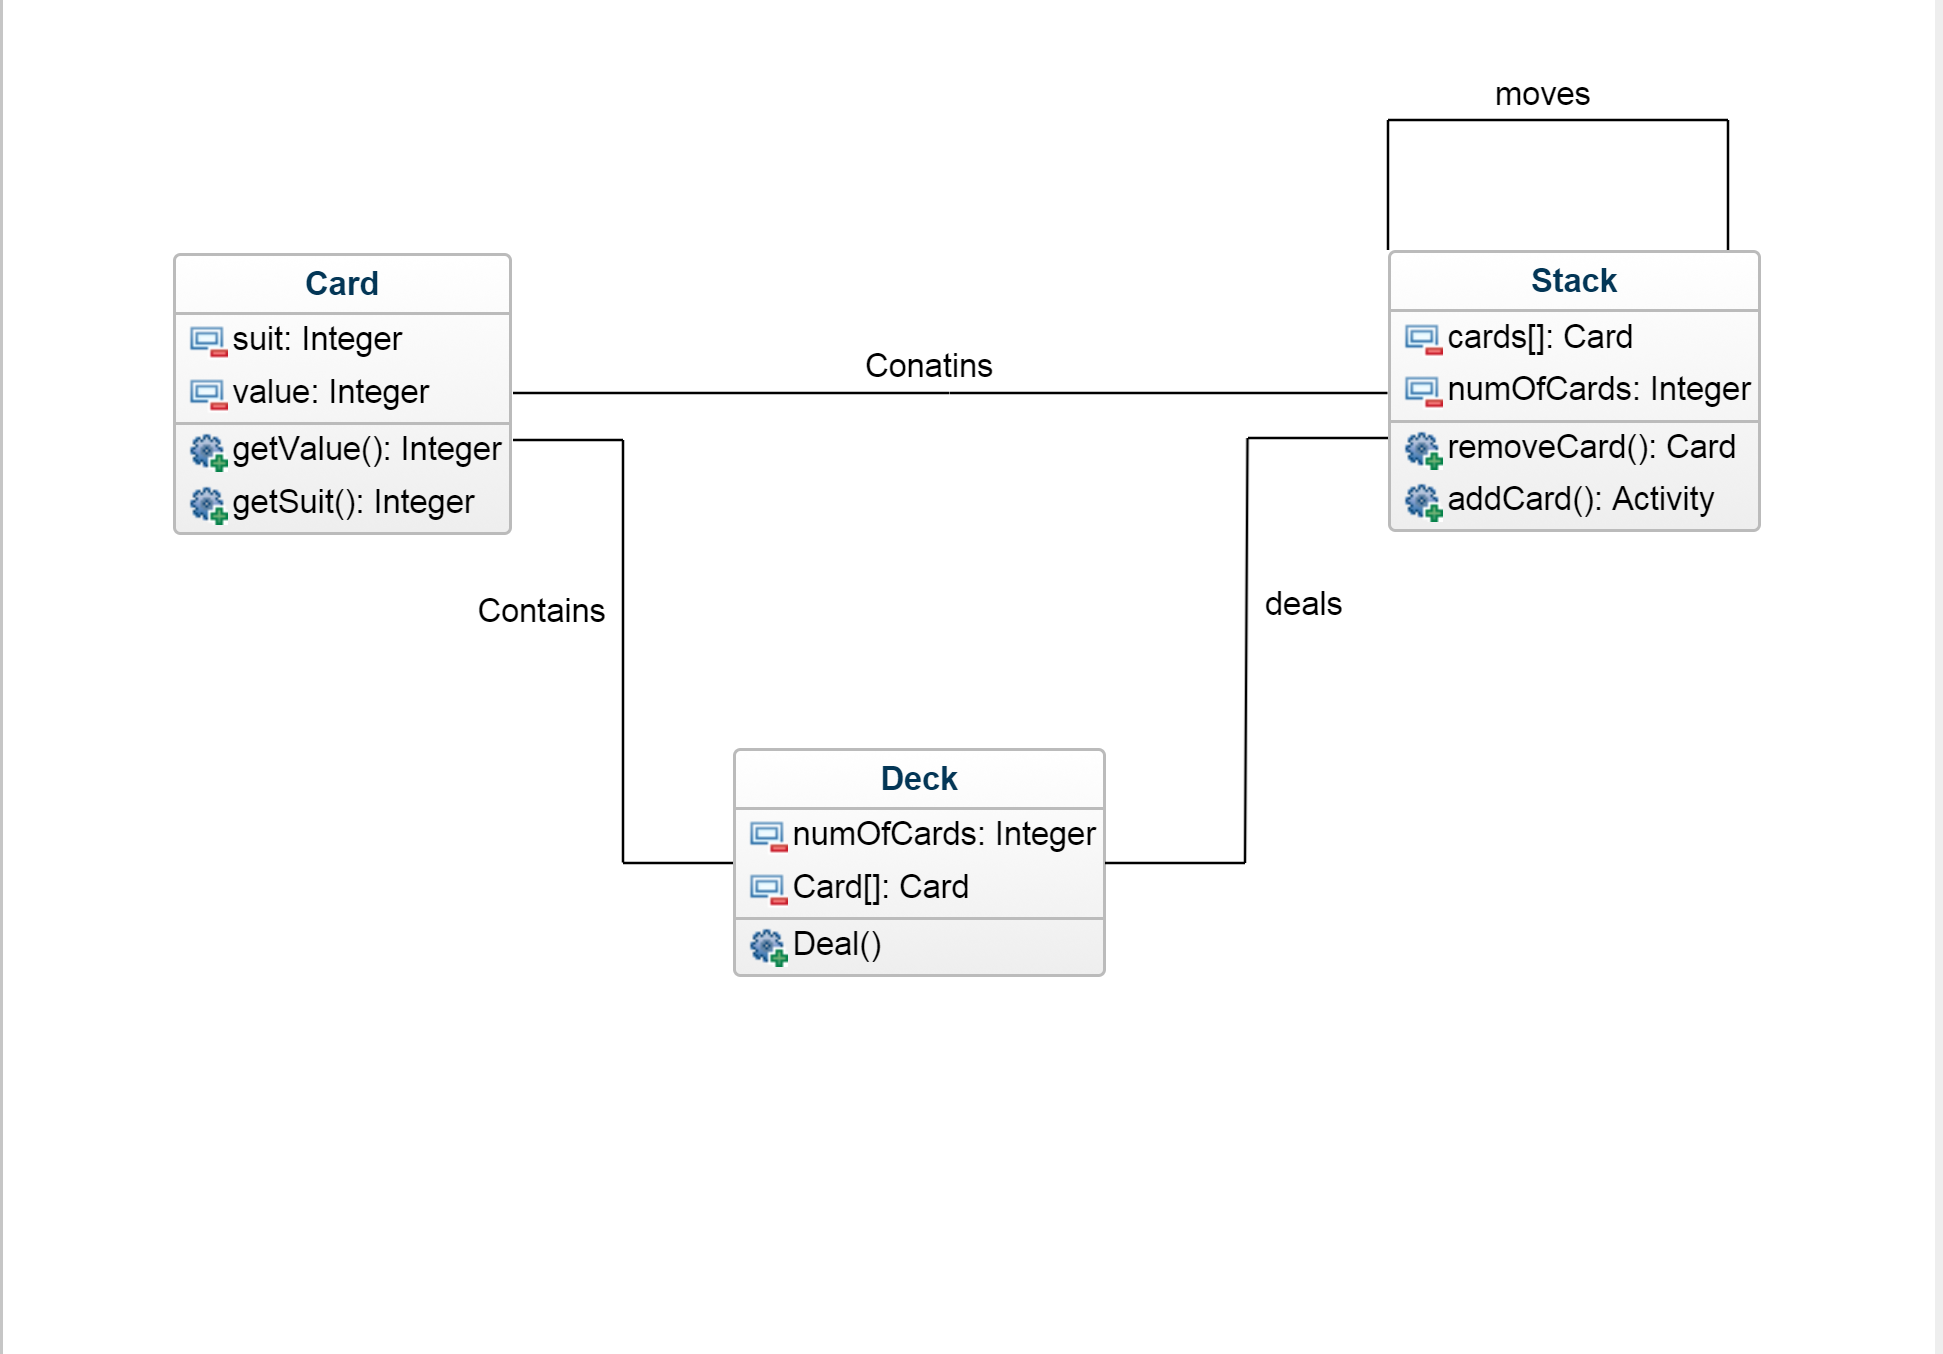 moves
Card
suit: Integer
value: Integer
getValue(): Integer
getSuit(): Integer
Conatins
Stack
cards[]: Card
numOfCards: Integer
removeCard(): Card
addCard(): Activity
Contains
deals
Deck
numOfCards: Integer
Card[]: Card
Deal()